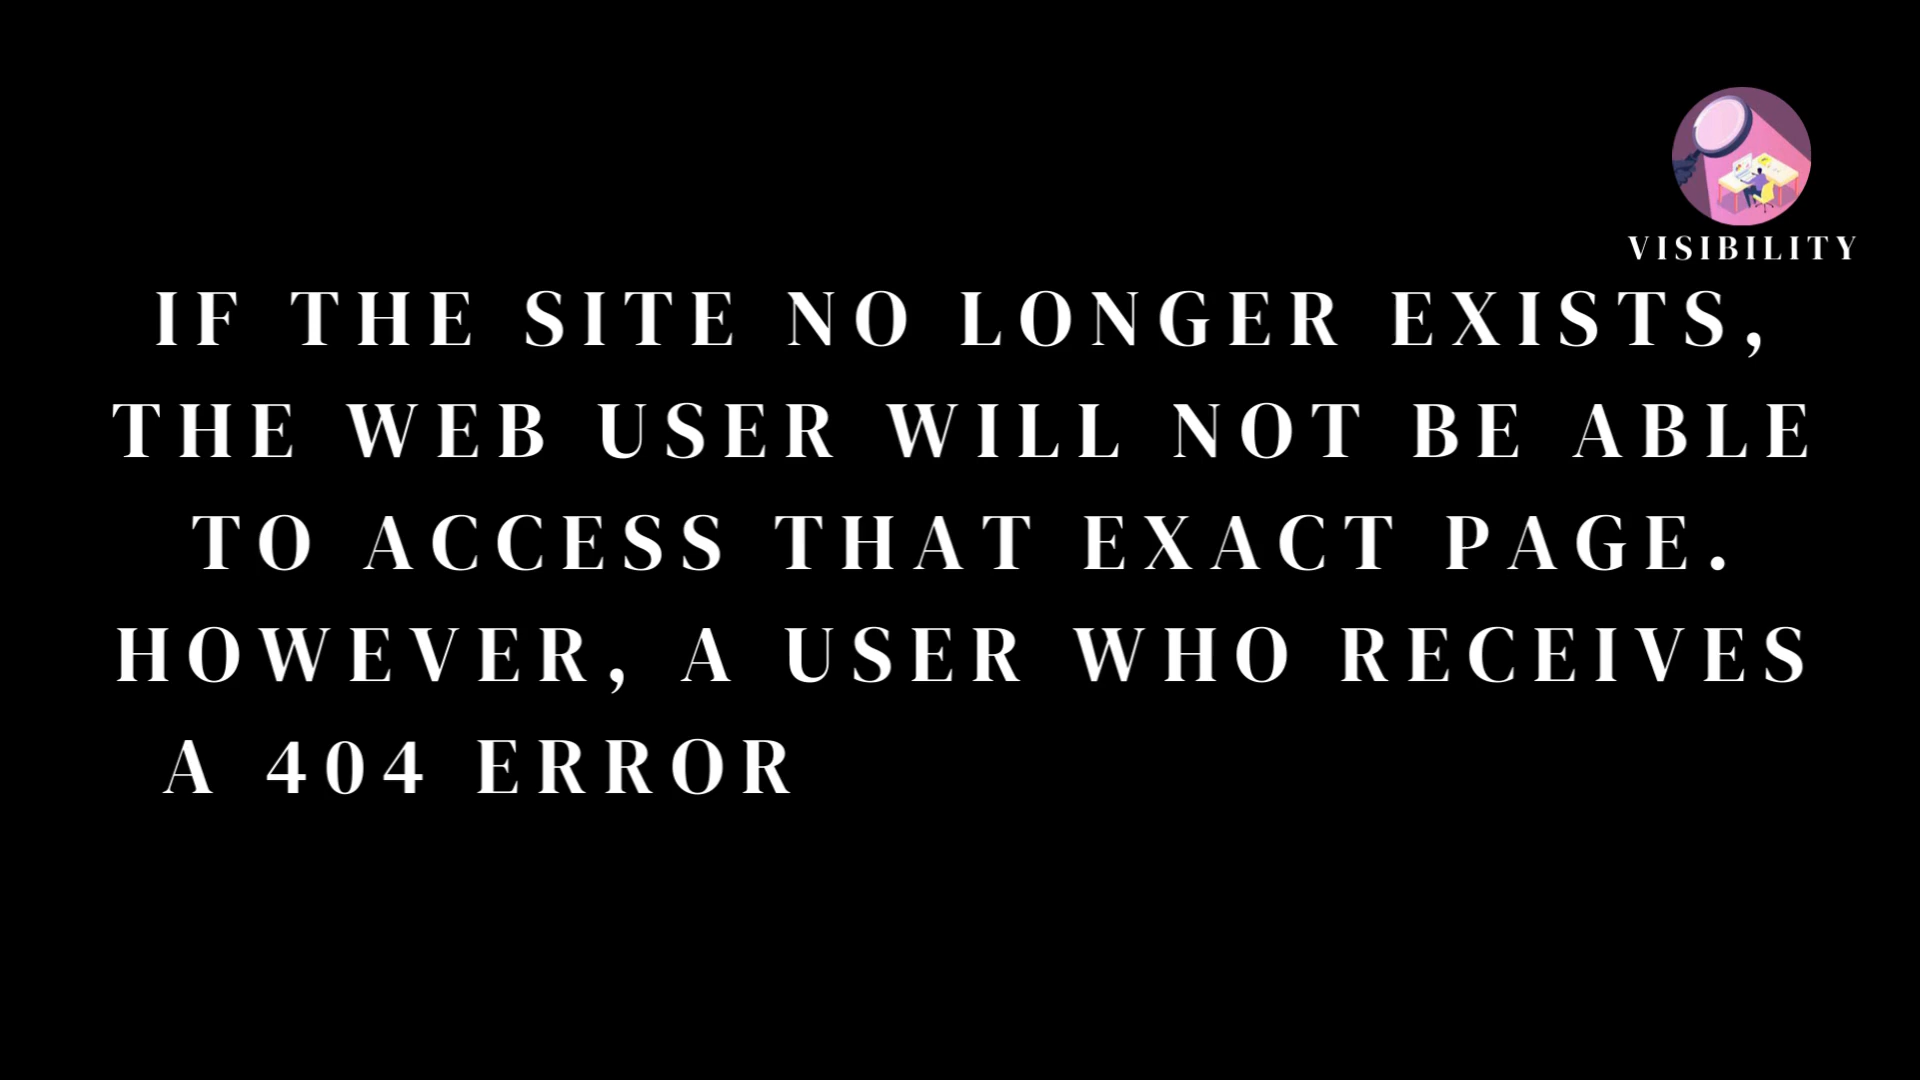 VISIBILITY
IF THE SITE NO LONGER EXISTS,
THE WEB USER WILL NOT BE ABLE
TO ACCESS THAT EXACT PAGE.
HOWEVER, A USER WHO RECEIVES
A 404 ERROR